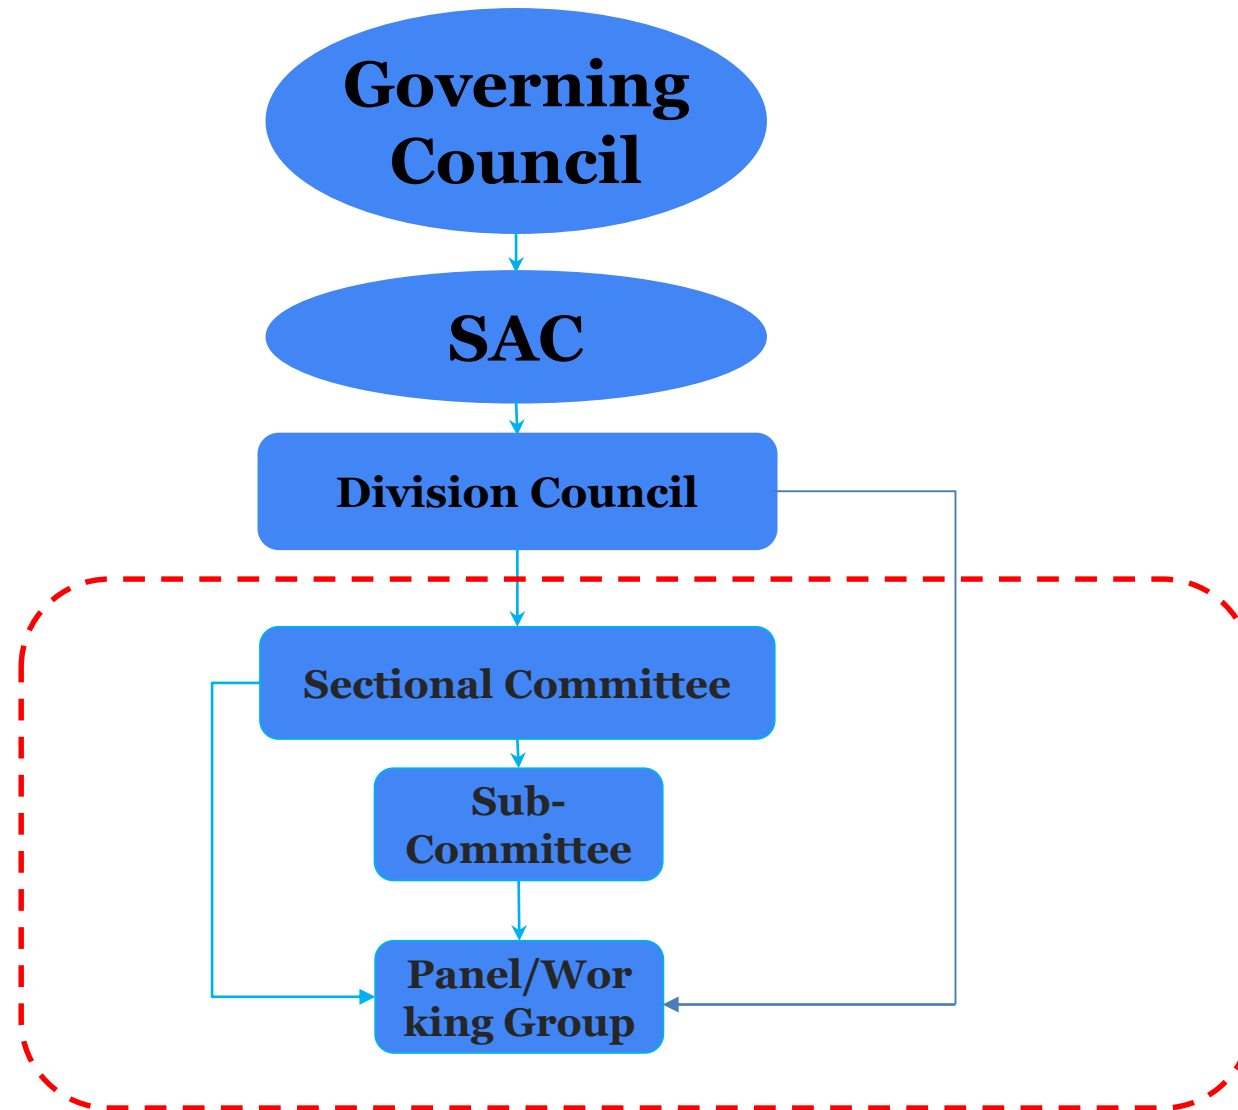 Governing
Council
SAC
Division Council
Sectional Committee
Sub-
Committee
Panel/Wor
king Group